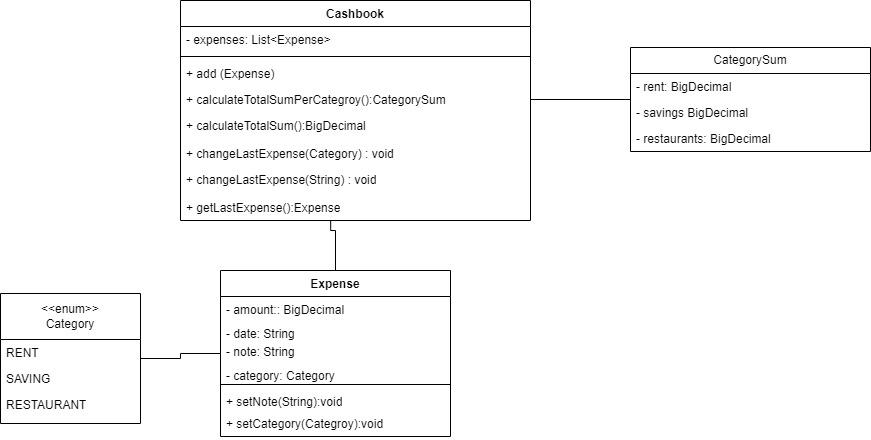 Cashbook
- expenses: List<Expense>
+ add (Expense)
+ calculateTotalSumPerCategroy():CategorySum
+ calculateTotalSum():BigDecimal
+ changeLastExpense(Category) : void
+ changeLastExpense(String) : void
+ getLastExpense():Expense
CategorySum
- rent: BigDecimal
- savings BigDecimal
- restaurants: BigDecimal
Expense
- amount:: BigDecimal
- date: String
- note: String
- category: Category
+ setNote(String):void
+ setCategory(Categroy):void
<<enum>>
Category
RENT
SAVING
RESTAURANT